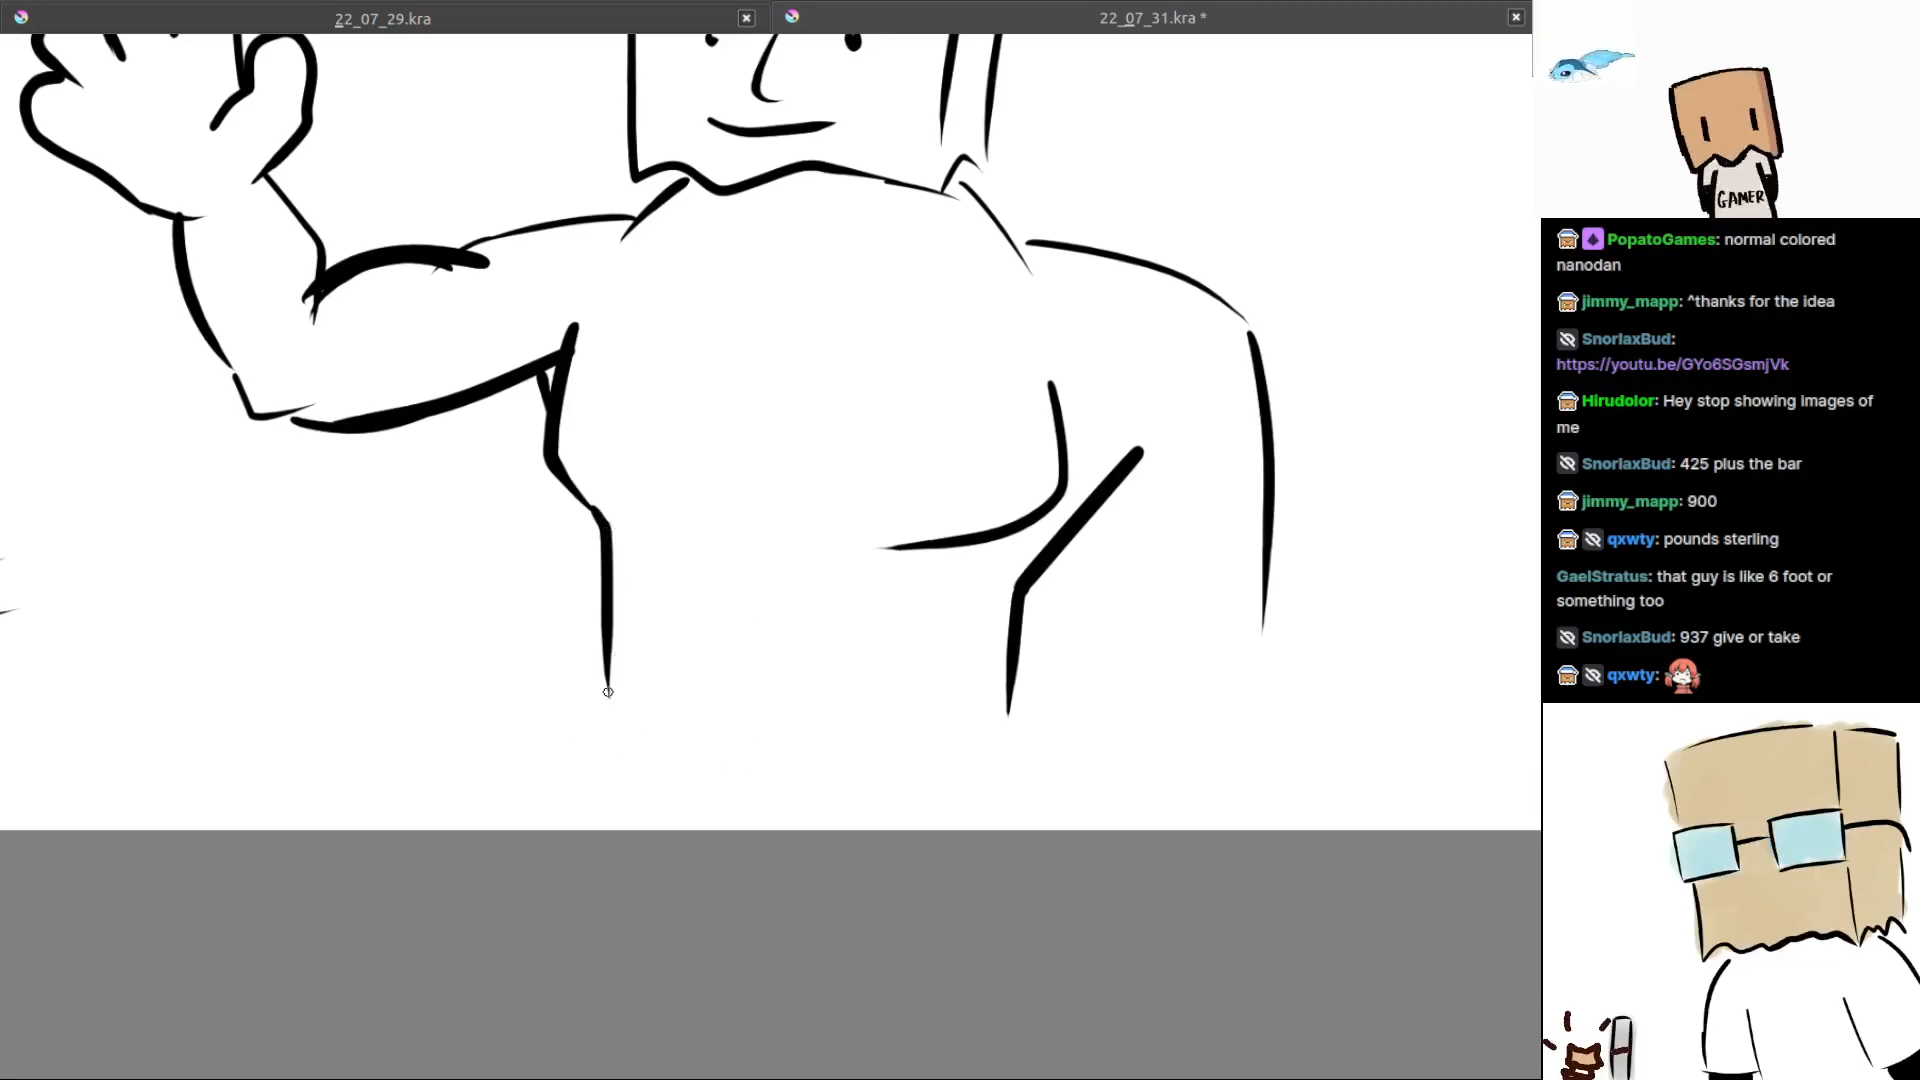 22_07_29.kra
22_07_31.kra *
GAMER
PopatoGames: normal colored
nanodan
jimmy_mapp: ^thanks for the idea
SnorlaxBud:
https://youtu.be/GYo6SGsmjVk
Hirudolor: Hey stop showing images of
me
SnorlaxBud: 425 plus the bar
jimmy_mapp: 900
qxwty: pounds sterling
GaelStratus: that guy is like 6 foot or
something too
SnorlaxBud: 937 give or take
qxwty: